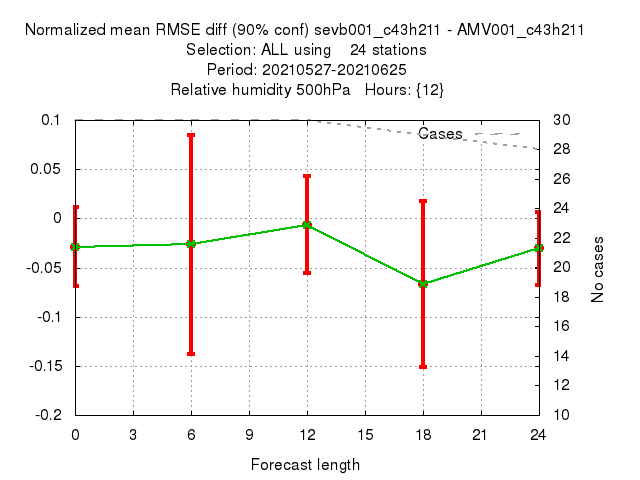 Normalized mean RMSE diff (90% conf) sevb001_c43h211 - AMV001_c43h211
Selection: ALL using    24 stations
Period: 20210527-20210625
Relative humidity 500hPa   Hours: {12}
Cases
0.1
0.05
0
-0.05
-0.1
-0.15
-0.2
30
28
26
24
22
20
18
16
14
12
10
No cases
0 3 6 9 12 15 18 21 24
Forecast length